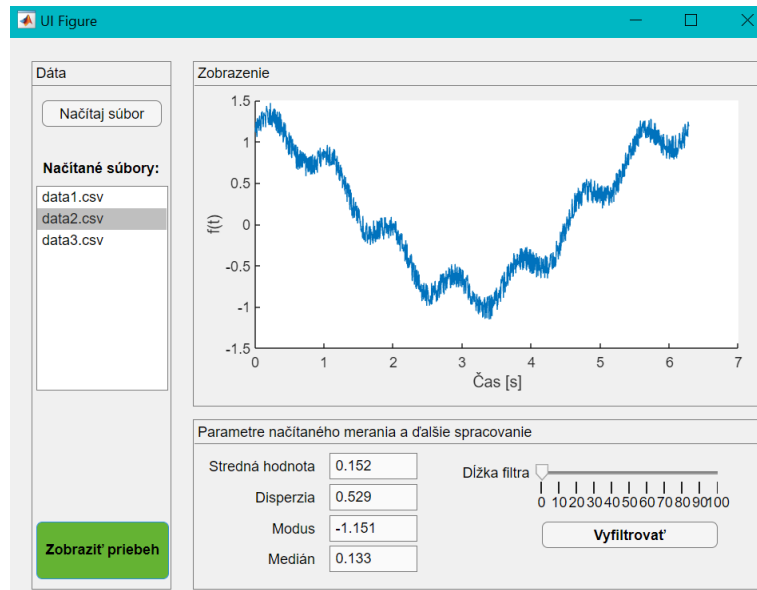 UI Figure
Dáta
Načítaj súbor
Načítané súbory:
data1.csv
data2.csv
data3.csv
Zobraziť priebeh
Zobrazenie
1.5
1
0.5
0
-0.5
-1
-1.5
f(t)
0 1 2 3 4 5 6 7
Čas [s]
Parametre načítaného merania a ďalšie spracovanie
Stredná hodnota 0.152
Disperzia 0.529
Modus -1.151
Medián 0.133
Dĺžka filtra
0 10 20 30 40 50 60 70 80 90 100
Vyfiltrovať